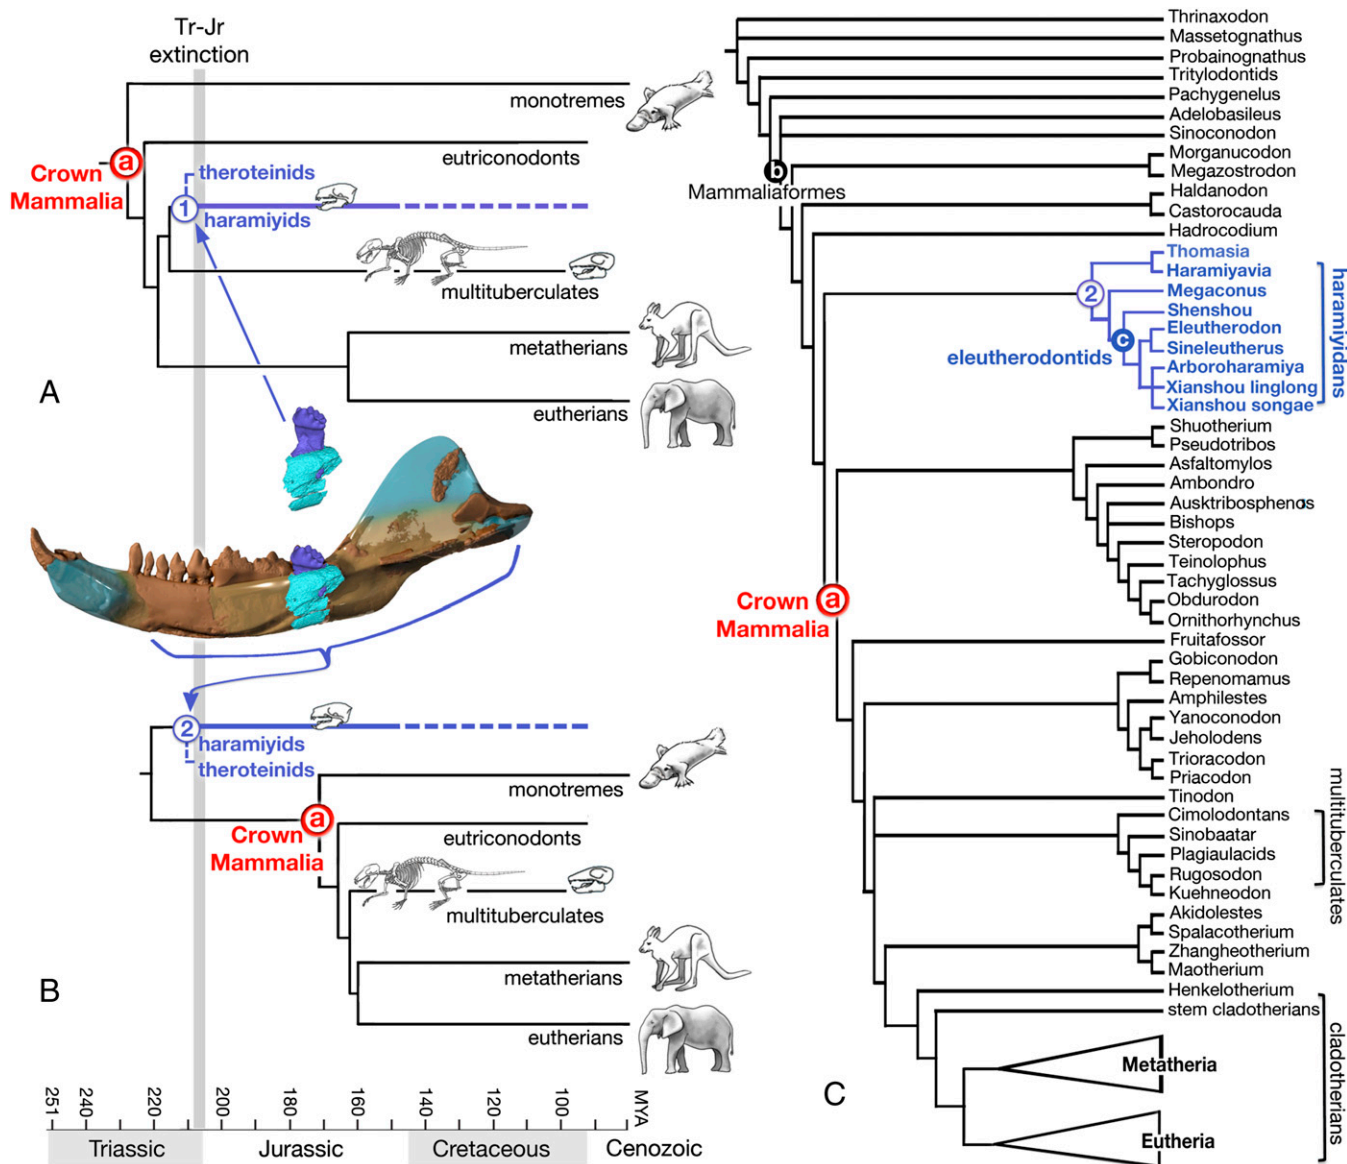 Tr-Jr
extinction
monotremes
eutriconodonts
a
Crown
Mammalia
theroteinids
1
haramiyids
multituberculates
metatherians
eutherians
A
2
haramiyids
theroteinids
monotremes
a
Crown
Mammalia
eutriconodonts
multituberculates
metatherians
eutherians
B
251
240
220
200
180
160
140
120
100
MYA
Triassic
Jurassic
Cretaceous
Cenozoic
Thrinaxodon
Massetognathus
Probainognathus
Tritylodontids
Pachygenelus
Adelobasileus
Sinoconodon
Morganucodon
b
Megazostrodon
Mammaliaformes
Haldanodon
Castorocauda
Hadrocodium
Thomasia
Haramiyavia
2
Megaconus
Shenshou
Eleutherodon
c
eleutherodontids
Sineleutherus
Arboroharamiya
Xianshou linglong
Xianshou songae
haramiyidans
Shuotherium
Pseudotribos
Asfaltomylos
Ambondro
Ausktribosphenos
Bishops
Steropodon
Teinolophus
Tachyglossus
Obdurodon
Ornithorhynchus
a
Crown
Mammalia
Fruitafossor
Gobiconodon
Repenomamus
Amphilestes
Yanoconodon
Jeholodens
Trioracodon
Priacodon
Tinodon
Cimolodontans
Sinobaatar
Plagiaulacids
Rugosodon
Kuehneodon
multituberculates
Akidolestes
Spalacotherium
Zhangheotherium
Maotherium
Henkelotherium
stem cladotherians
Metatheria
Eutheria
cladotherians
C